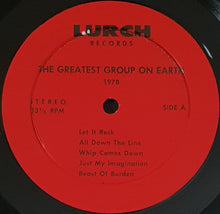 LURCH
RECORDS
THE GREATEST GROUP ON EARTH
1978
STEREO
33⅓ RPM
SIDE A
Let It Rock
All Down The Line
Whip Comes Down
Just My Imagination
Beast Of Burden